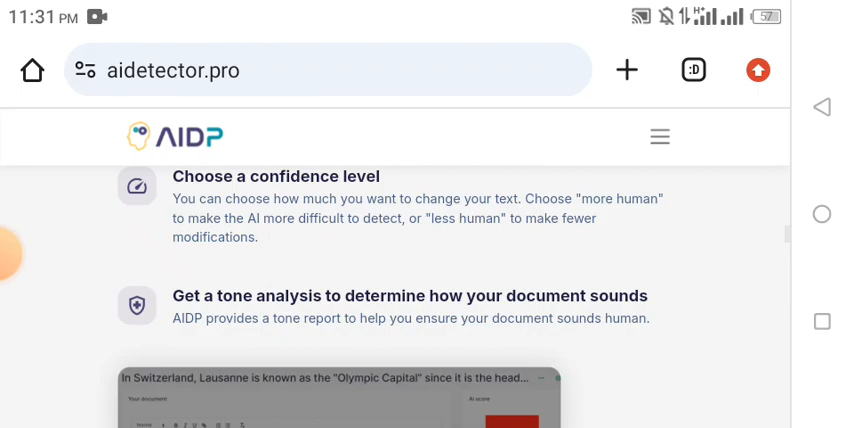 11:31 PM
H+
57
aidetector.pro
:D
AIDP
Choose a confidence level
You can choose how much you want to change your text. Choose "more human"
to make the AI more difficult to detect, or "less human" to make fewer
modifications.
Get a tone analysis to determine how your document sounds
AIDP provides a tone report to help you ensure your document sounds human.
In Switzerland, Lausanne is known as the "Olympic Capital" since it is the head...
Your document
AI score